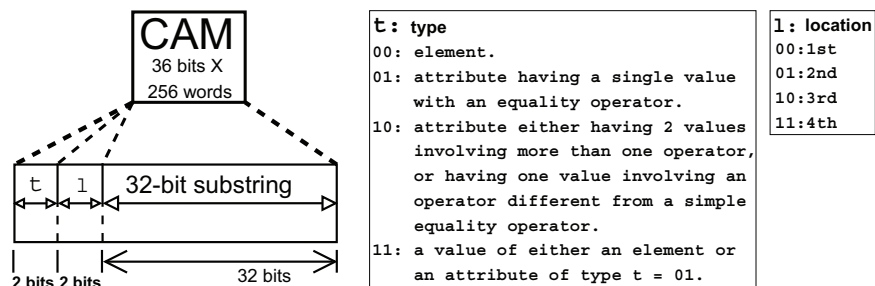 CAM
36 bits X
256 words
t l 32-bit substring
2 bits 2 bits 32 bits
t: type
00: element.
01: attribute having a single value
with an equality operator.
10: attribute either having 2 values
involving more than one operator,
or having one value involving an
operator different from a simple
equality operator.
11: a value of either an element or
an attribute of type t = 01.
l: location
00:1st
01:2nd
10:3rd
11:4th